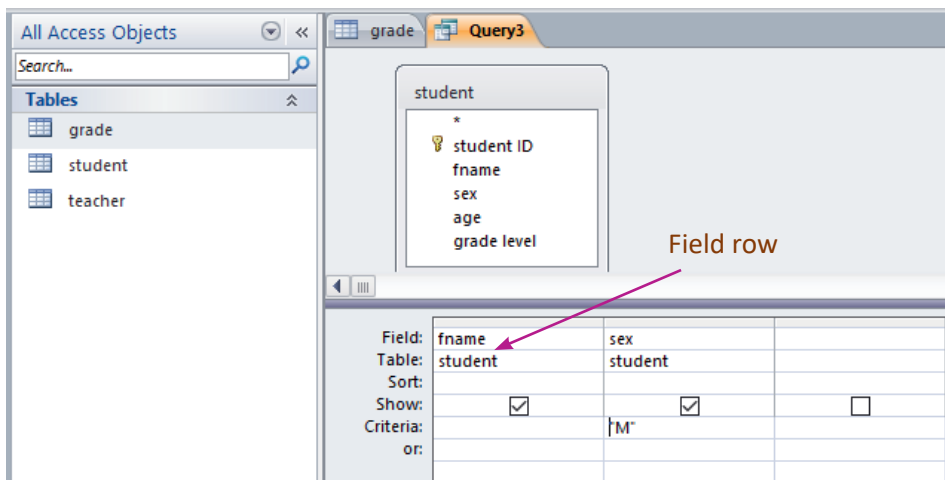 All Access Objects
Search...
Tables
grade
student
teacher
grade Query3
student
*
student ID
fname
sex
age
grade level
Field row
Field: fname sex
Table: student student
Sort:
Show:
Criteria: "M"
or: